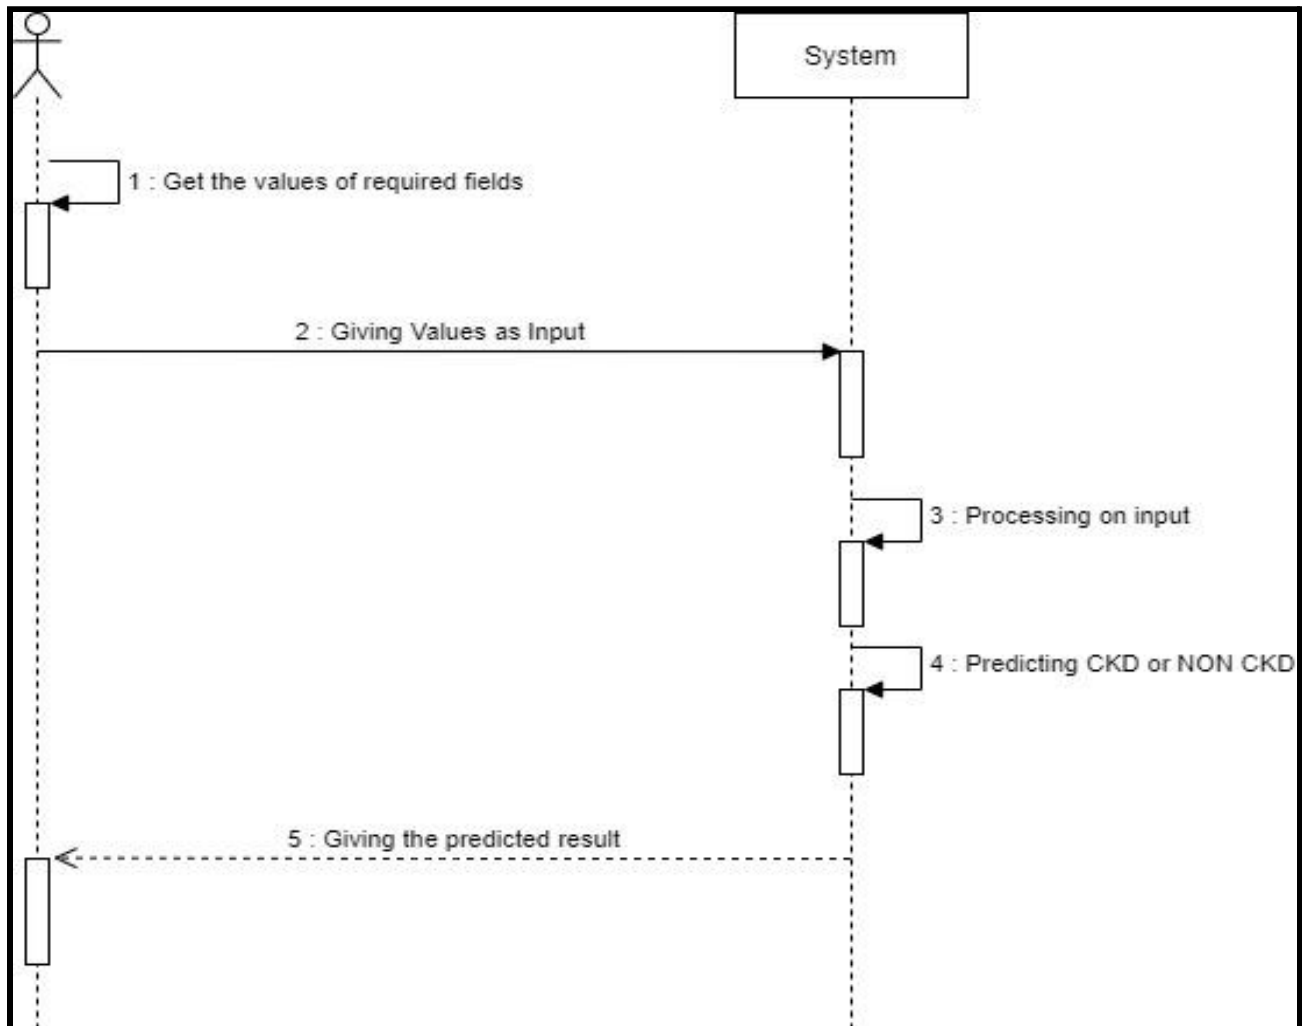 System
1 : Get the values of required fields
2 : Giving Values as Input
3 : Processing on input
4 : Predicting CKD or NON CKD
5 : Giving the predicted result